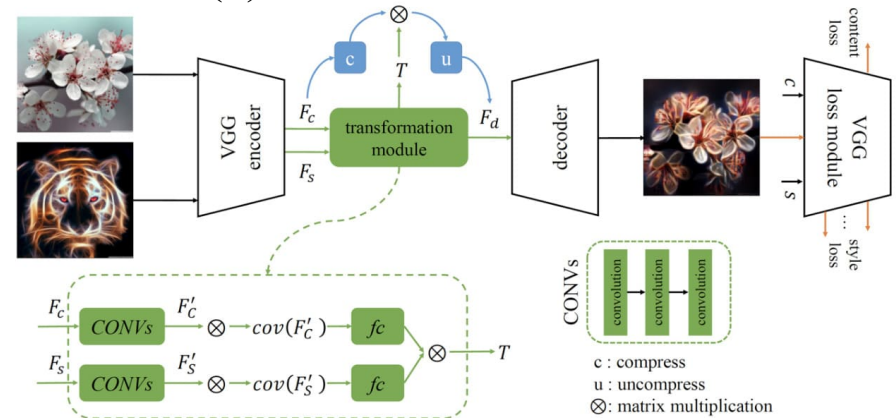 c
u
T
F_c
F_s
F_d
VGG
encoder
transformation
module
decoder
content
loss
c
s
VGG
loss module
style
loss
...
F_c
CONVs
F'_C
cov(F'_C)
fc
F_s
CONVs
F'_S
cov(F'_S)
fc
T
CONVs
convolution
convolution
convolution
c : compress
u : uncompress
⊗: matrix multiplication